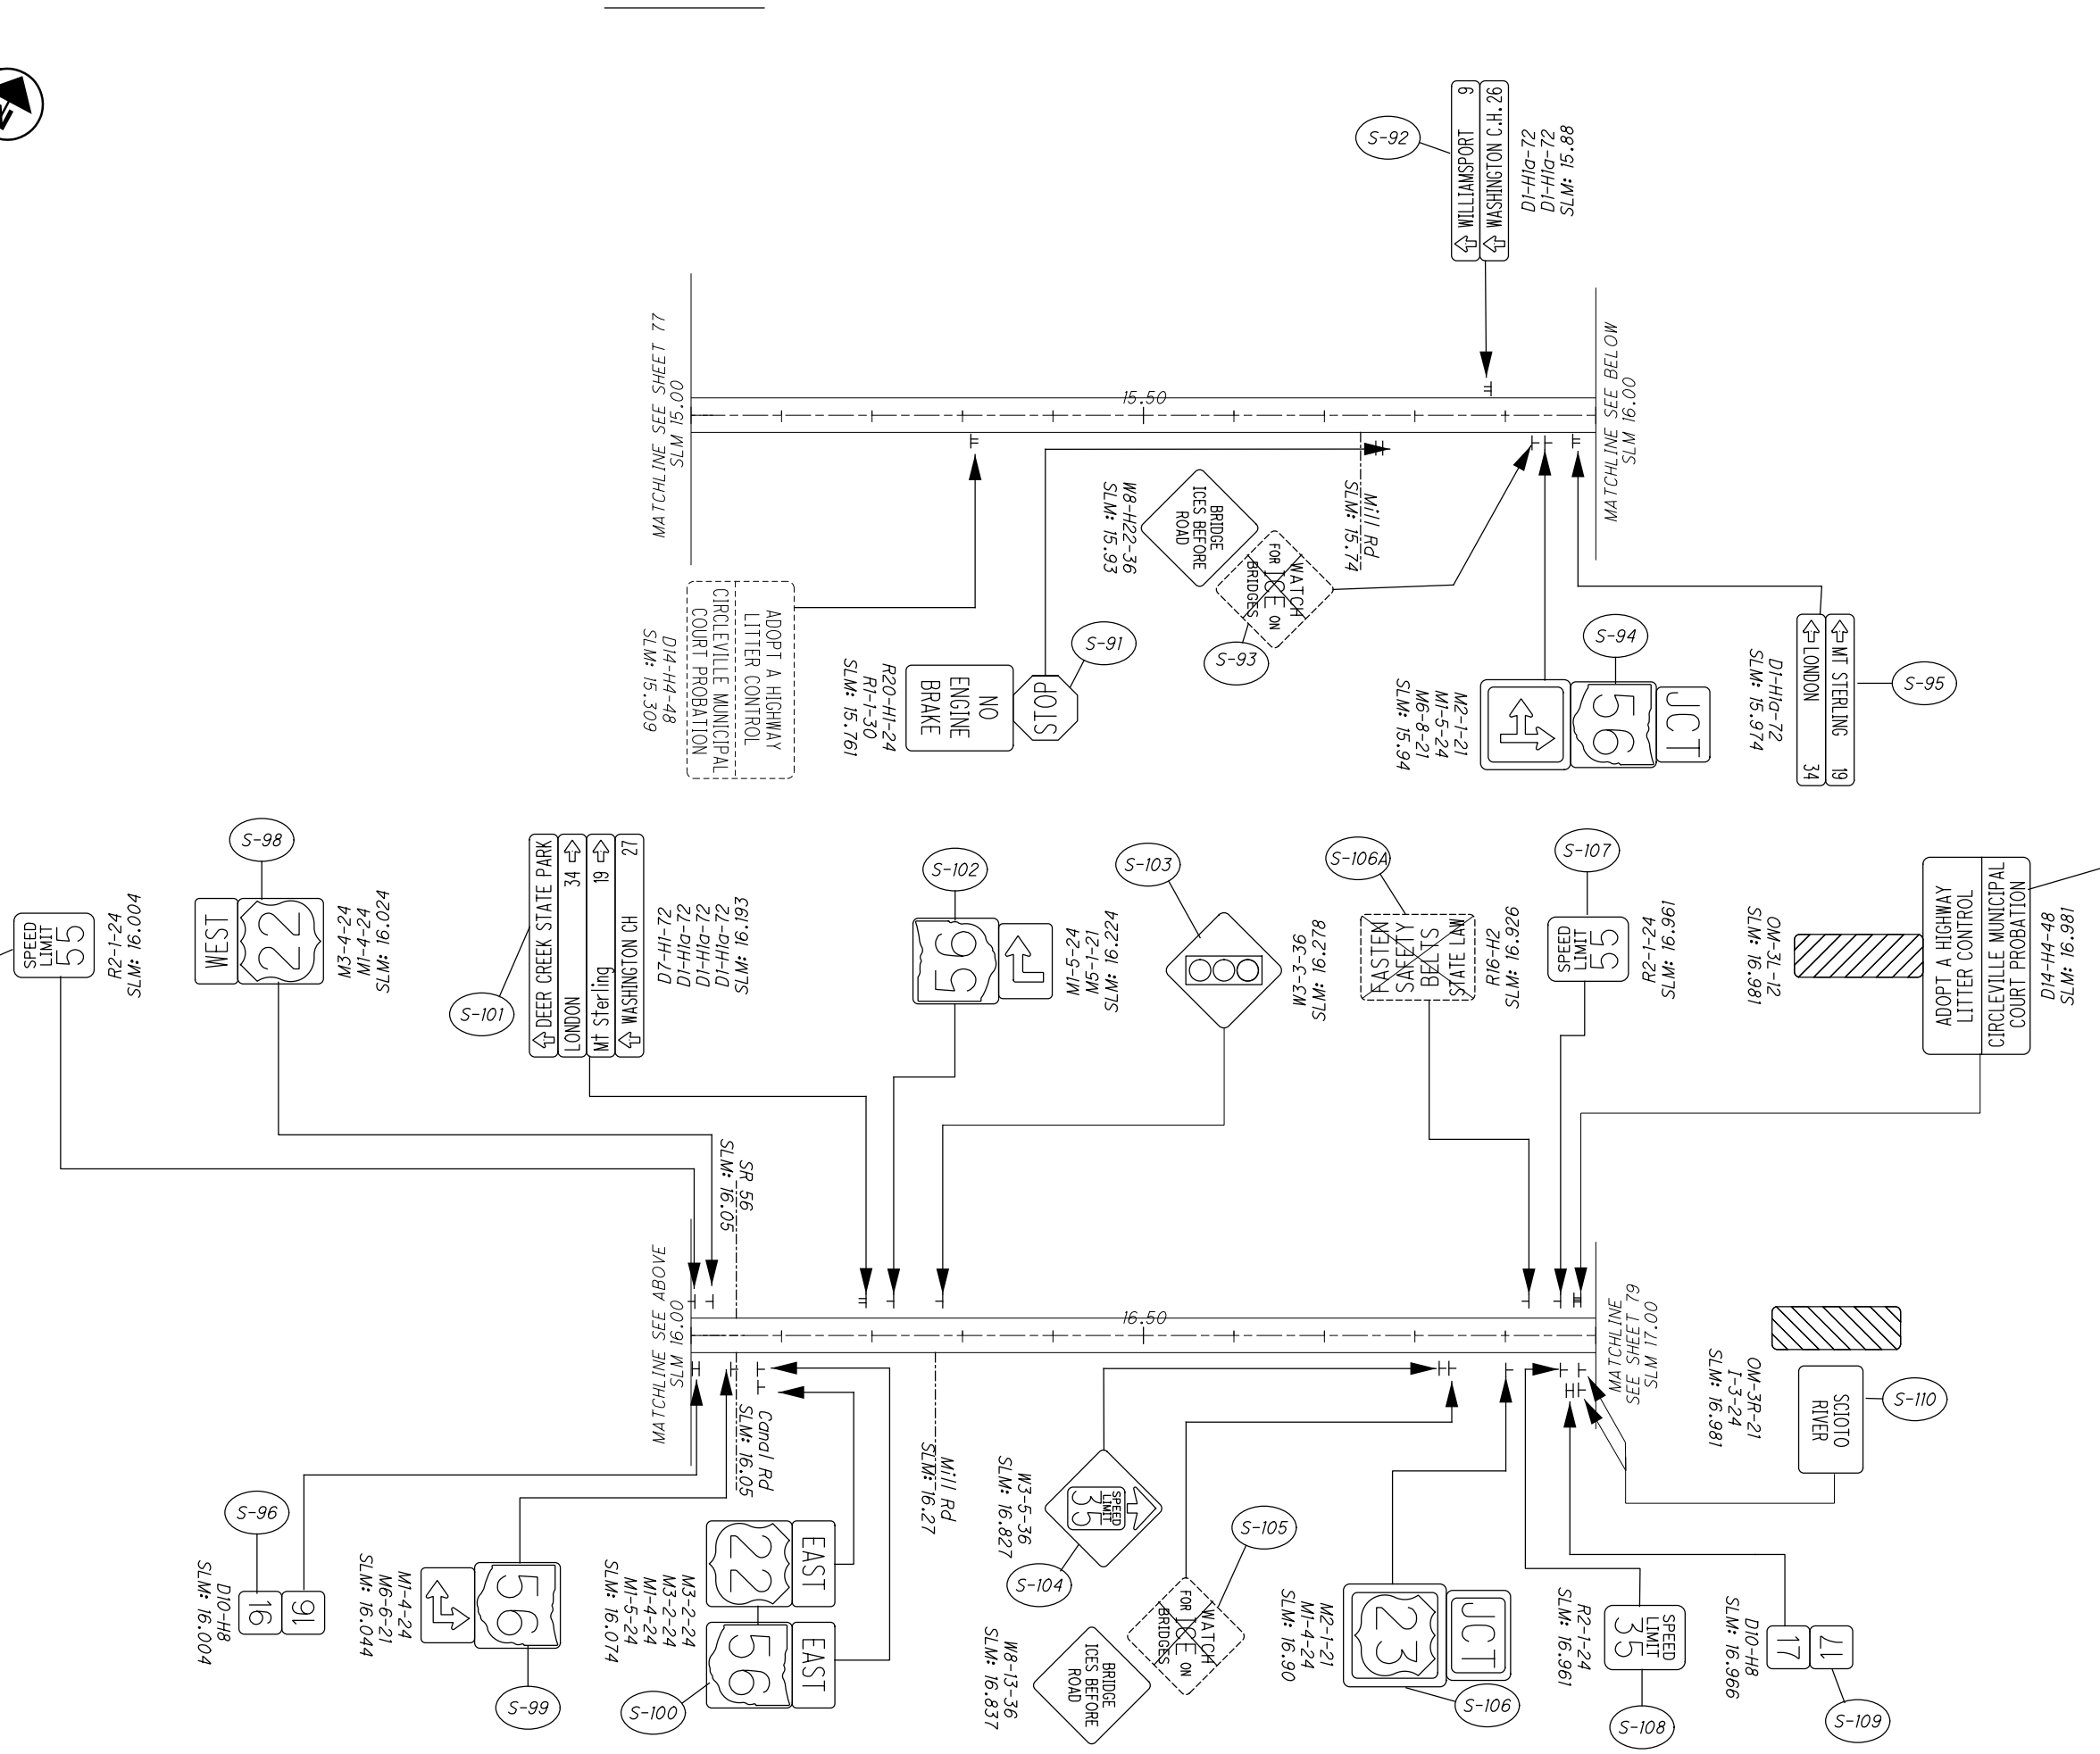 S-92
WILLIAMSPORT 9
WASHINGTON C.H. 26
D1-H1a-72
D1-H1a-72
SLM: 15.88
MATCHLINE SEE SHEET 77
SLM 15.00
15.50
MATCHLINE SEE BELOW
SLM 16.00
Mill Rd
SLM: 15.74
ADOPT A HIGHWAY
LITTER CONTROL
CIRCLEVILLE MUNICIPAL
COURT PROBATION
D14-H4-48
SLM: 15.309
S-91
STOP
NO
ENGINE
BRAKE
R20-H1-24
R1-1-30
SLM: 15.761
BRIDGE
ICES BEFORE
ROAD
W8-H22-36
SLM: 15.93
WATCH
FOR ICE ON
BRIDGES
S-93
S-94
JCT
56
M2-1-21
M1-5-24
M6-8-21
SLM: 15.94
MT STERLING 19
LONDON 34
D1-H1a-72
SLM: 15.974
S-95
SPEED
LIMIT
55
R2-1-24
SLM: 16.004
S-98
WEST
22
M3-4-24
M1-4-24
SLM: 16.024
S-101
DEER CREEK STATE PARK
LONDON 34
Mt Sterling 19
WASHINGTON CH 27
D7-H1-72
D1-H1a-72
D1-H1a-72
D1-H1a-72
SLM: 16.193
S-102
56
M1-5-24
M5-1-21
SLM: 16.224
S-103
W3-3-36
SLM: 16.278
S-106A
FASTEN
SAFETY
BELTS
STATE LAW
R16-H2
SLM: 16.926
S-107
SPEED
LIMIT
55
R2-1-24
SLM: 16.961
OM-3L-12
SLM: 16.981
ADOPT A HIGHWAY
LITTER CONTROL
CIRCLEVILLE MUNICIPAL
COURT PROBATION
D14-H4-48
SLM: 16.981
SR 56
SLM: 16.05
MATCHLINE SEE ABOVE
SLM 16.00
16.50
MATCHLINE
SEE SHEET 79
SLM 17.00
Canal Rd
SLM: 16.05
Mill Rd
SLM: 16.27
S-96
16
16
D10-H8
SLM: 16.004
56
M1-4-24
M6-6-21
SLM: 16.044
S-99
EAST
22
EAST
56
M3-2-24
M3-2-24
M1-4-24
M1-5-24
SLM: 16.074
S-100
SPEED
LIMIT
35
W3-5-36
SLM: 16.827
S-104
S-105
WATCH
FOR ICE ON
BRIDGES
BRIDGE
ICES BEFORE
ROAD
W8-13-36
SLM: 16.837
JCT
23
M2-1-21
M1-4-24
SLM: 16.90
S-106
SPEED
LIMIT
35
R2-1-24
SLM: 16.961
S-108
17
17
D10-H8
SLM: 16.966
S-109
SCIOTO
RIVER
OM-3R-21
I-3-24
SLM: 16.981
S-110